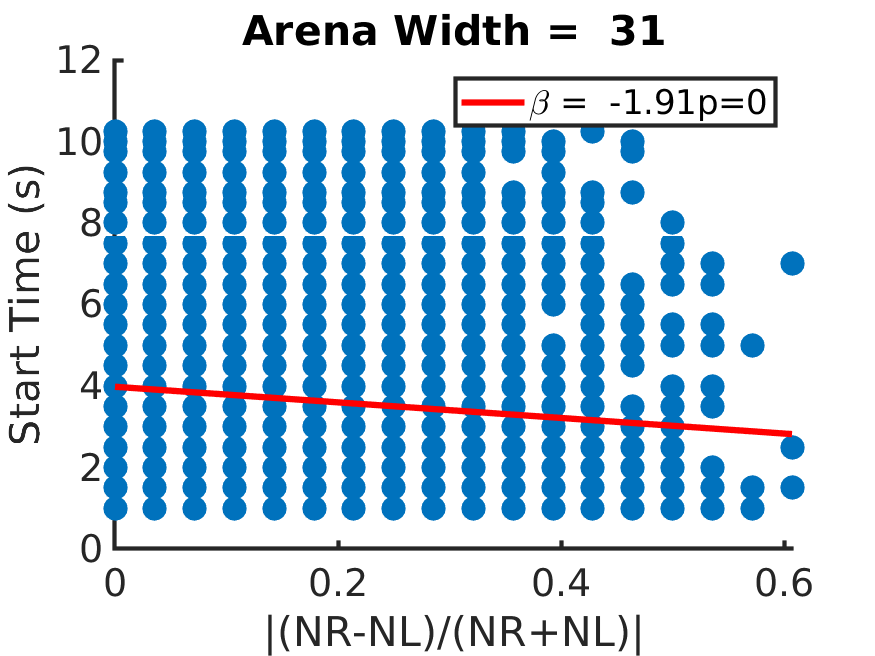 Arena Width =  31
β =  -1.91p=0
12
10
8
6
4
2
0
Start Time (s)
0 0.2 0.4 0.6
|(NR-NL)/(NR+NL)|